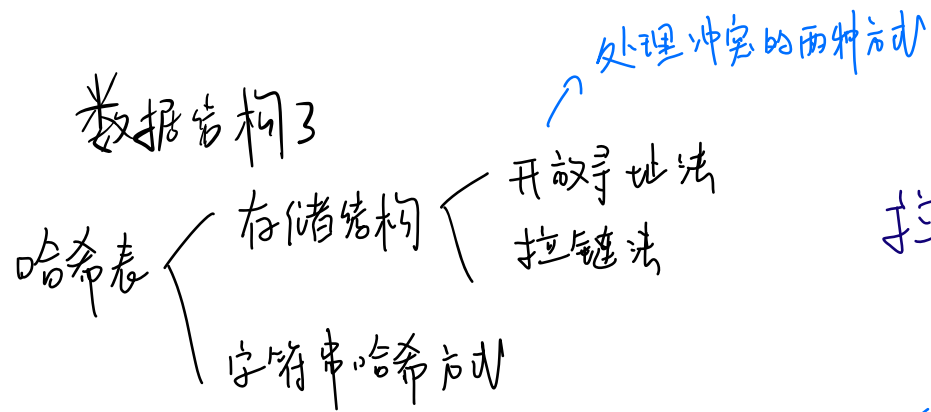 处理冲突的两种方式
数据结构3
开放寻址法
存储结构
拉链法
哈希表
字符串哈希方式